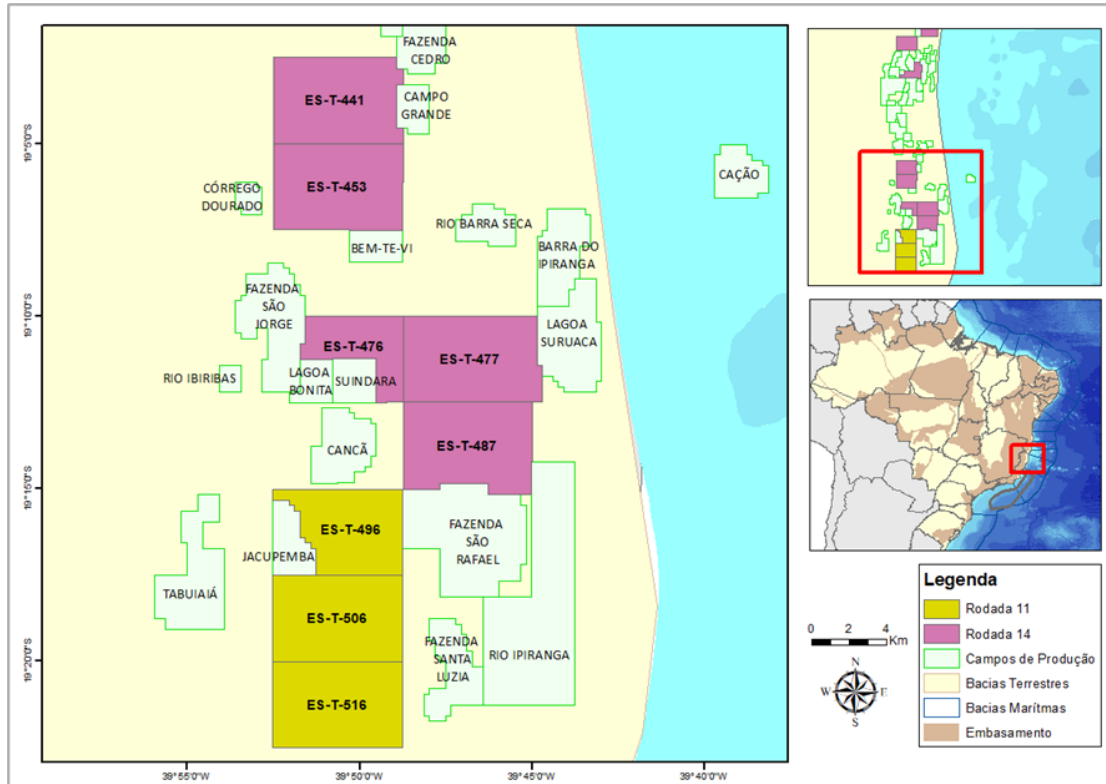 FAZENDA
CEDRO
ES-T-441
CAMPO
GRANDE
19°5'0"S
ES-T-453
CAÇÃO
CÓRREGO
DOURADO
RIO BARRA SECA
BEM-TE-VI
BARRA DO
IPIRANGA
FAZENDA
SÃO
JORGE
19°10'0"S
LAGOA
SURUACA
ES-T-476
ES-T-477
RIO IBIRIBAS
LAGOA
BONITA
SUINDARA
CANCÃ
ES-T-487
19°15'0"S
ES-T-496
FAZENDA
SÃO
RAFAEL
JACUPEMBA
TABUIAIÁ
ES-T-506
FAZENDA
SANTA
LUZIA
RIO IPIRANGA
19°20'0"S
ES-T-516
39°55'0"W
39°50'0"W
39°45'0"W
39°40'0"W
0 2 4
Km
N
W E
S
Legenda
Rodada 11
Rodada 14
Campos de Produção
Bacias Terrestres
Bacias Marítmas
Embasamento